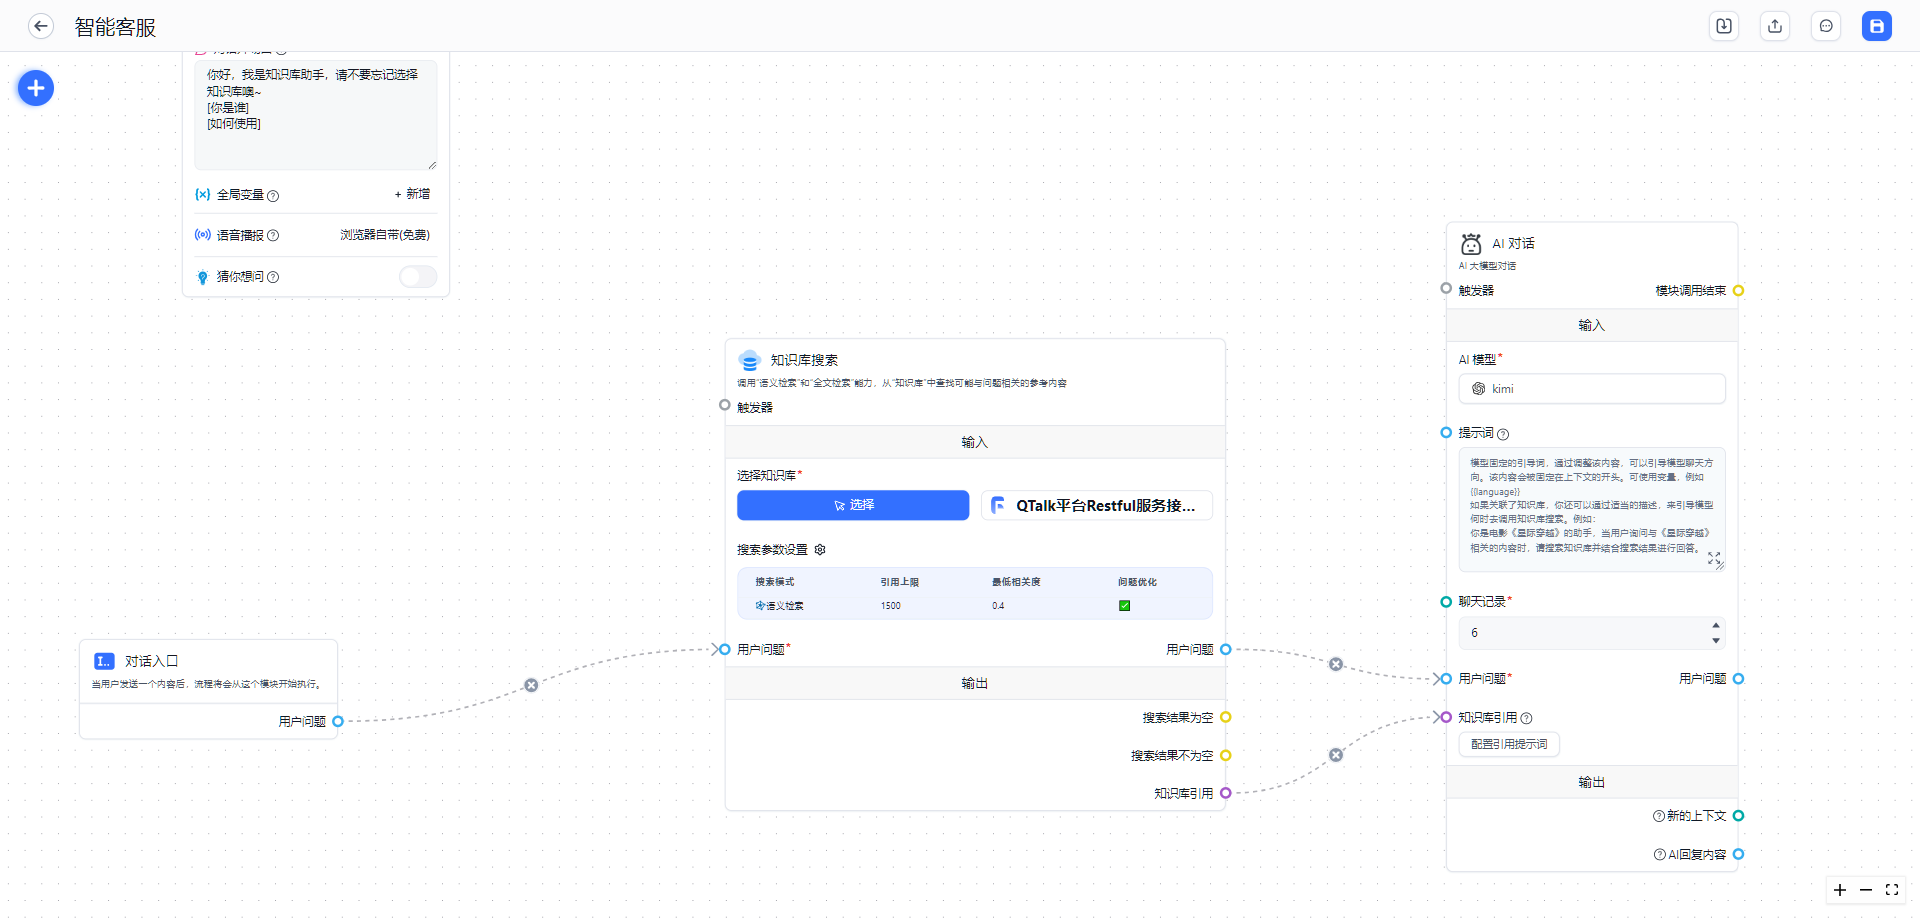 智能客服
你好，我是知识库助手，请不要忘记选择
知识库噢~
[你是谁]
[如何使用]
全局变量
+ 新增
语音播报
浏览器自带(免费)
猜你想问
对话入口
当用户发送一个内容后，流程将会从这个模块开始执行。
用户问题
知识库搜索
调用“语义检索”和“全文检索”能力，从“知识库”中查找可能与问题相关的参考内容
触发器
输入
选择知识库*
选择
QTalk平台Restful服务接...
搜索参数设置
搜索模式 引用上限 最低相关度 问题优化
语义检索 1500 0.4
用户问题*
用户问题
输出
搜索结果为空
搜索结果不为空
知识库引用
AI 对话
AI 大模型对话
触发器
模块调用结束
输入
AI 模型*
kimi
提示词
模型固定的引导词，通过调整该内容，可以引导模型聊天方
向。该内容会被固定在上下文的开头。可使用变量，例如
{{language}}
如果关联了知识库，你还可以通过适当的描述，来引导模型
何时去调用知识库搜索。例如：
你是电影《星际穿越》的助手，当用户询问与《星际穿越》
相关的内容时，请搜索知识库并结合搜索结果进行回答。
聊天记录*
6
用户问题*
用户问题
知识库引用
配置引用提示词
输出
新的上下文
AI回复内容